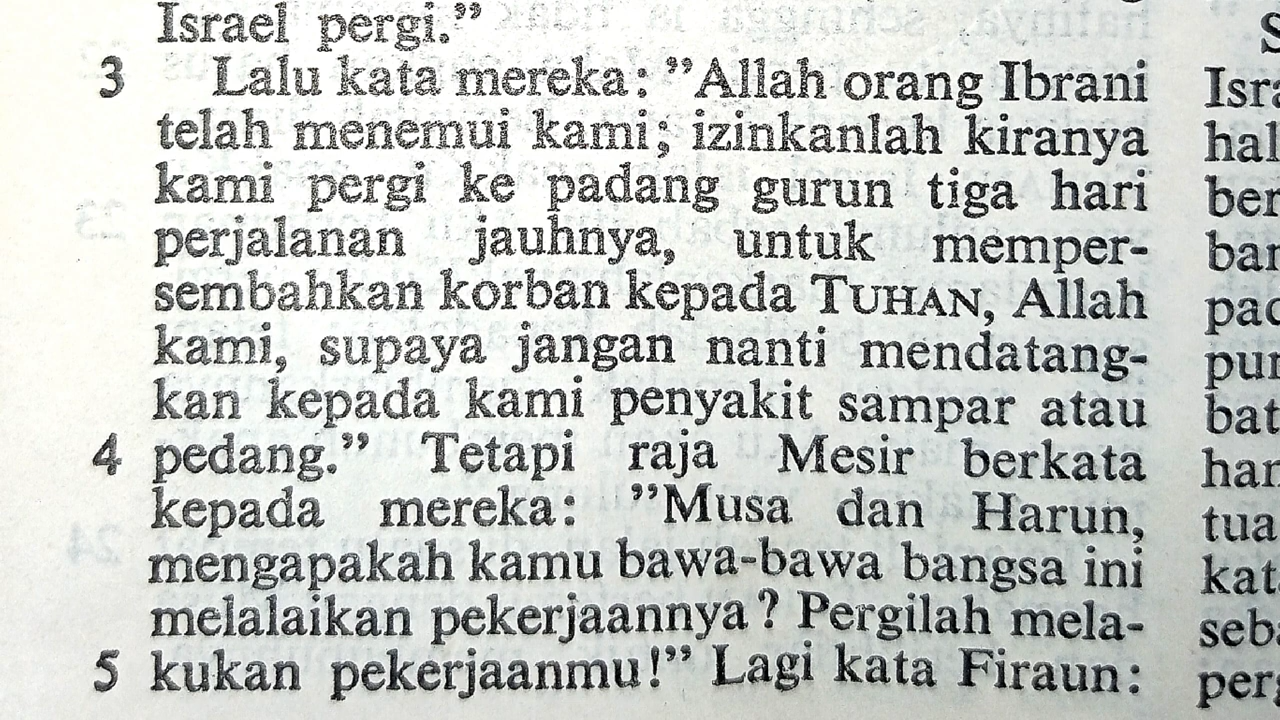 Israel pergi.”
3 Lalu kata mereka: ”Allah orang Ibrani
telah menemui kami; izinkanlah kiranya
kami pergi ke padang gurun tiga hari
perjalanan jauhnya, untuk memper-
sembahkan korban kepada TUHAN, Allah
kami, supaya jangan nanti mendatang-
kan kepada kami penyakit sampar atau
4 pedang.” Tetapi raja Mesir berkata
kepada mereka: ”Musa dan Harun,
mengapakah kamu bawa-bawa bangsa ini
melalaikan pekerjaannya? Pergilah mela-
5 kukan pekerjaanmu!” Lagi kata Firaun: